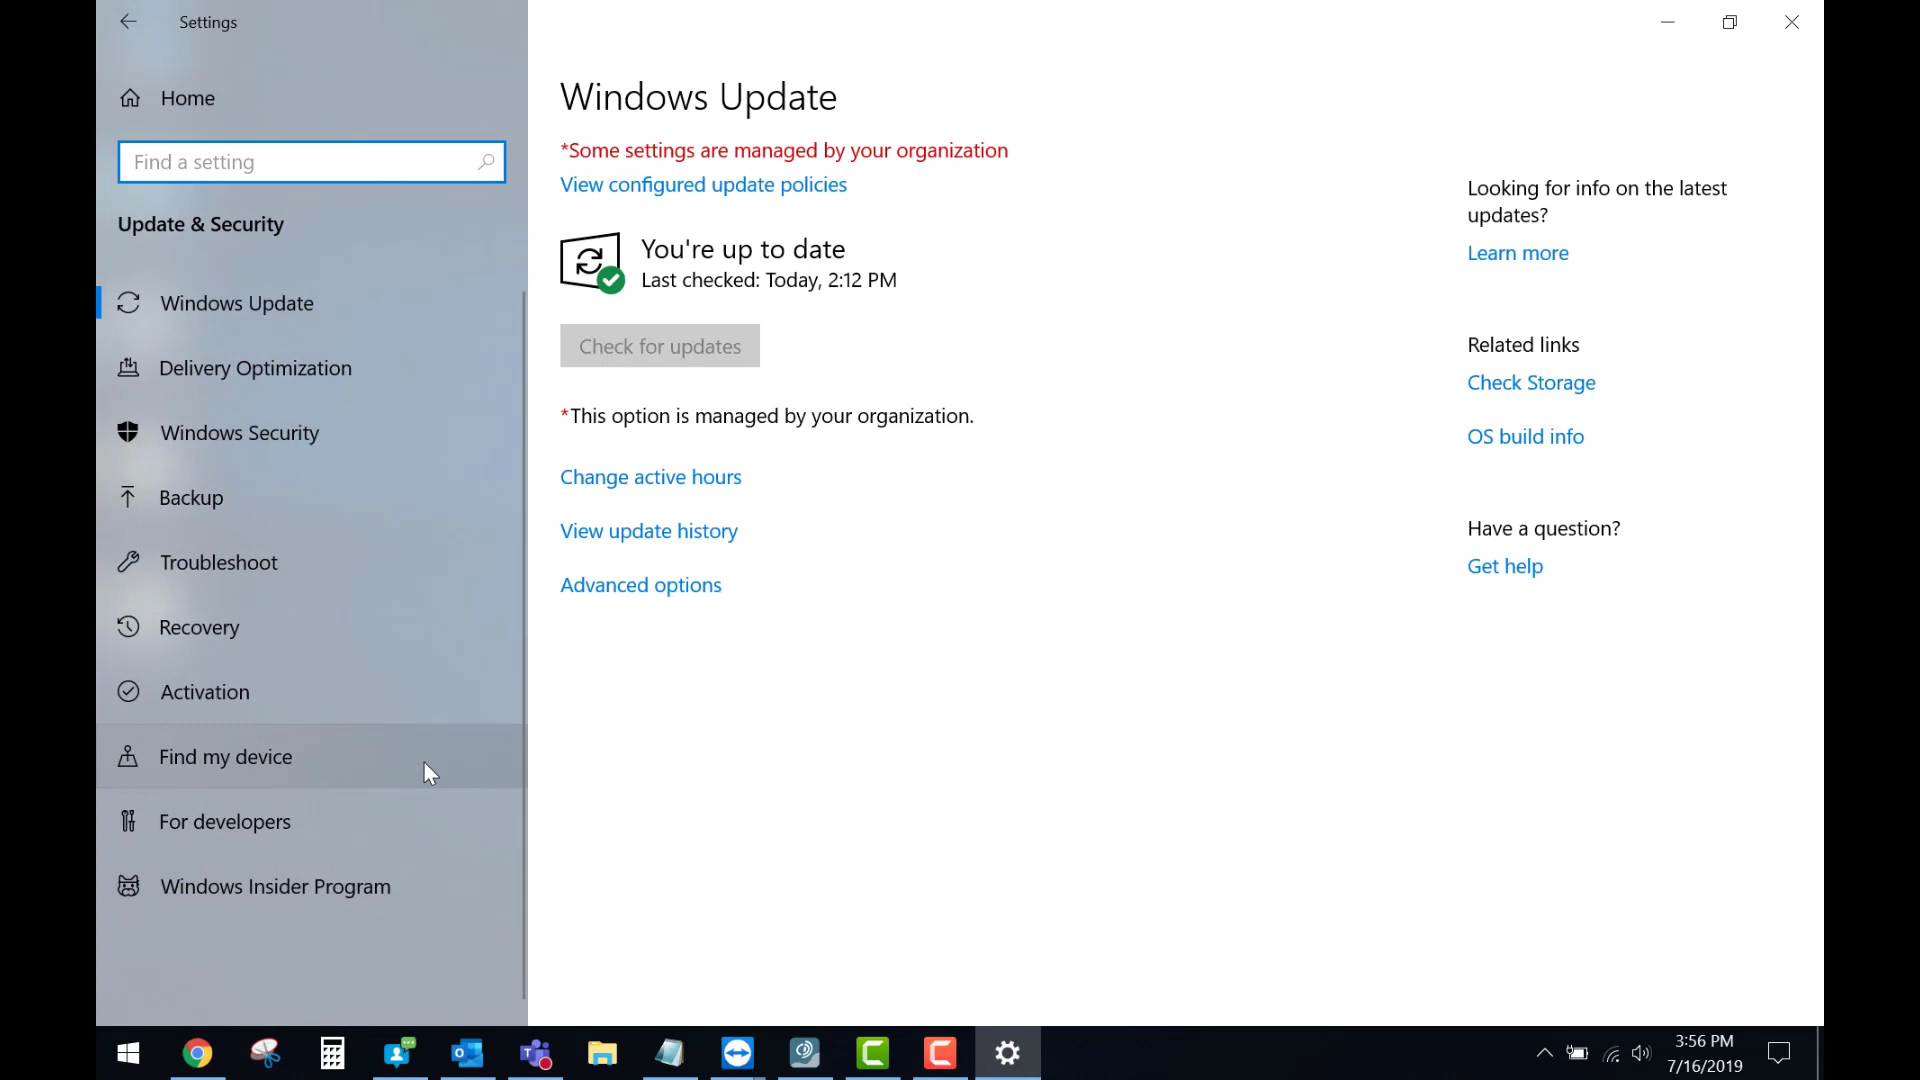 Settings
Home
Find a setting
Update & Security
Windows Update
Delivery Optimization
Windows Security
Backup
Troubleshoot
Recovery
Activation
Find my device
For developers
Windows Insider Program
Windows Update
*Some settings are managed by your organization
View configured update policies
You're up to date
Last checked: Today, 2:12 PM
Check for updates
*This option is managed by your organization.
Change active hours
View update history
Advanced options
Looking for info on the latest
updates?
Learn more
Related links
Check Storage
OS build info
Have a question?
Get help
3:56 PM
7/16/2019